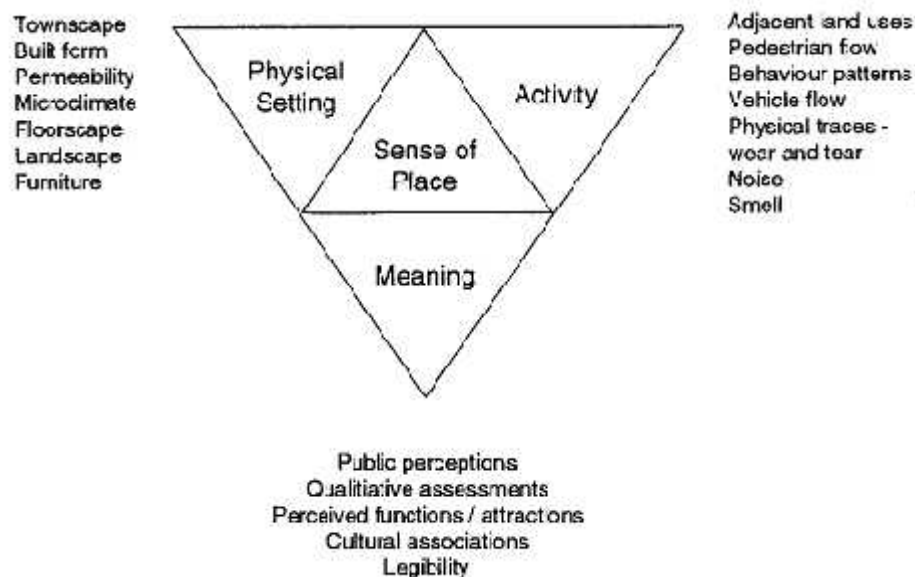 Townscape
Built form
Permeability
Microclimate
Floorscape
Landscape
Furniture
Physical
Setting
Activity
Sense of
Place
Meaning
Adjacent land uses
Pedestrian flow
Behaviour patterns
Vehicle flow
Physical traces -
wear and tear
Noise
Smell
Public perceptions
Qualitiative assessments
Perceived functions / attractions
Cultural associations
Legibility